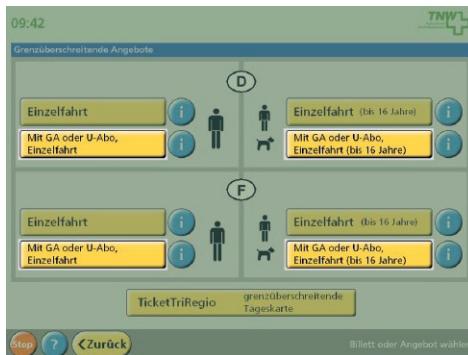 09:42
TNW
Grenzüberschreitende Angebote
D
Einzelfahrt
i
Einzelfahrt (bis 16 Jahre)
i
Mit GA oder U-Abo,
Einzelfahrt
i
Mit GA oder U-Abo,
Einzelfahrt (bis 16 Jahre)
i
F
Einzelfahrt
i
Einzelfahrt (bis 16 Jahre)
i
Mit GA oder U-Abo,
Einzelfahrt
i
Mit GA oder U-Abo,
Einzelfahrt (bis 16 Jahre)
i
TicketTriRegio
grenzüberschreitende
Tageskarte
Stop
?
Zurück
Billett oder Angebot wählen